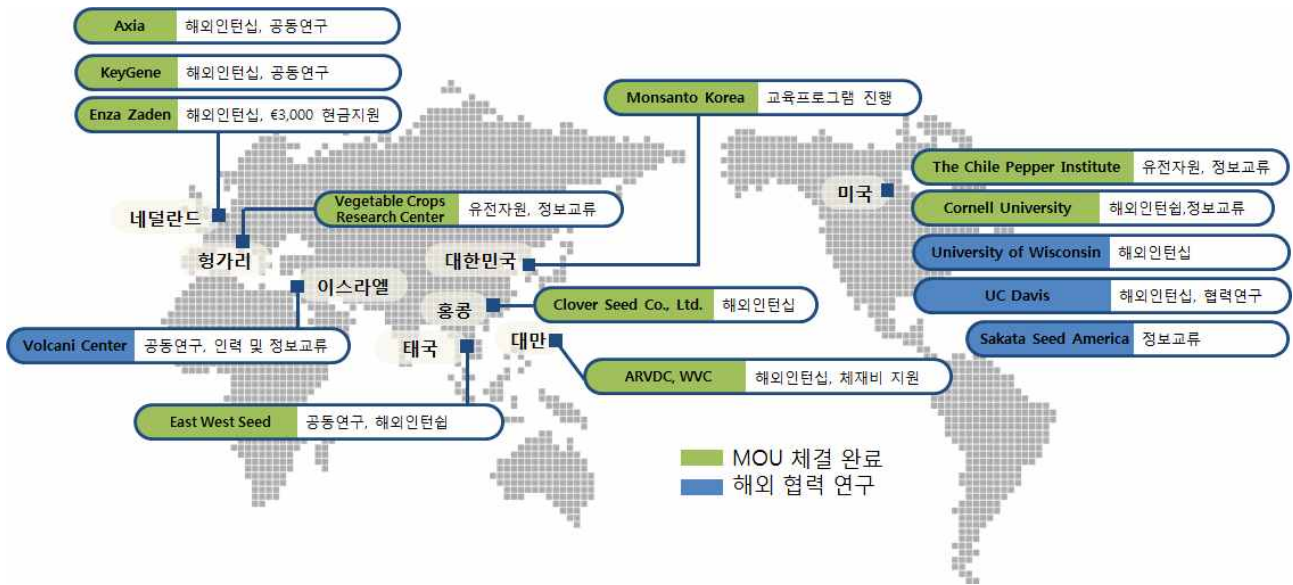 Axia 해외인턴십, 공동연구
KeyGene 해외인턴십, 공동연구
Enza Zaden 해외인턴십, €3,000 현금지원
Monsanto Korea 교육프로그램 진행
The Chile Pepper Institute 유전자원, 정보교류
미국
Cornell University 해외인턴쉽,정보교류
네덜란드
Vegetable Crops
Research Center 유전자원, 정보교류
University of Wisconsin 해외인턴십
헝가리
대한민국
이스라엘
UC Davis 해외인턴십, 협력연구
홍콩
Clover Seed Co., Ltd. 해외인턴십
Volcani Center 공동연구, 인력 및 정보교류
태국
대만
Sakata Seed America 정보교류
ARVDC, WVC 해외인턴십, 체재비 지원
East West Seed 공동연구, 해외인턴쉽
MOU 체결 완료
해외 협력 연구